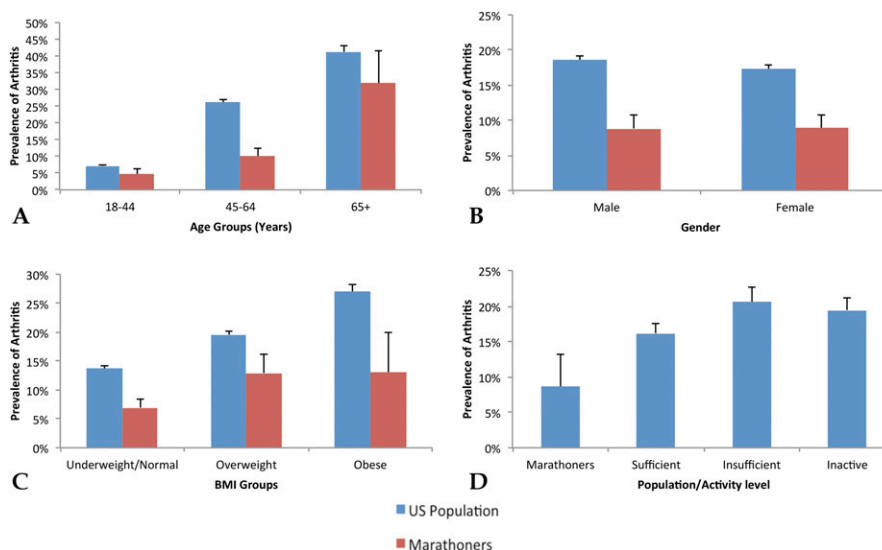 Prevalence of Arthritis
50%
45%
40%
35%
30%
25%
20%
15%
10%
5%
0%
18-44 45-64 65+
Age Groups (Years)
A
Prevalence of Arthritis
25%
20%
15%
10%
5%
0%
Male Female
Gender
B
Prevalence of Arthritis
30%
25%
20%
15%
10%
5%
0%
Underweight/Normal Overweight Obese
BMI Groups
C
Prevalence of Arthritis
25%
20%
15%
10%
5%
0%
Marathoners Sufficient Insufficient Inactive
Population/Activity level
D
US Population
Marathoners